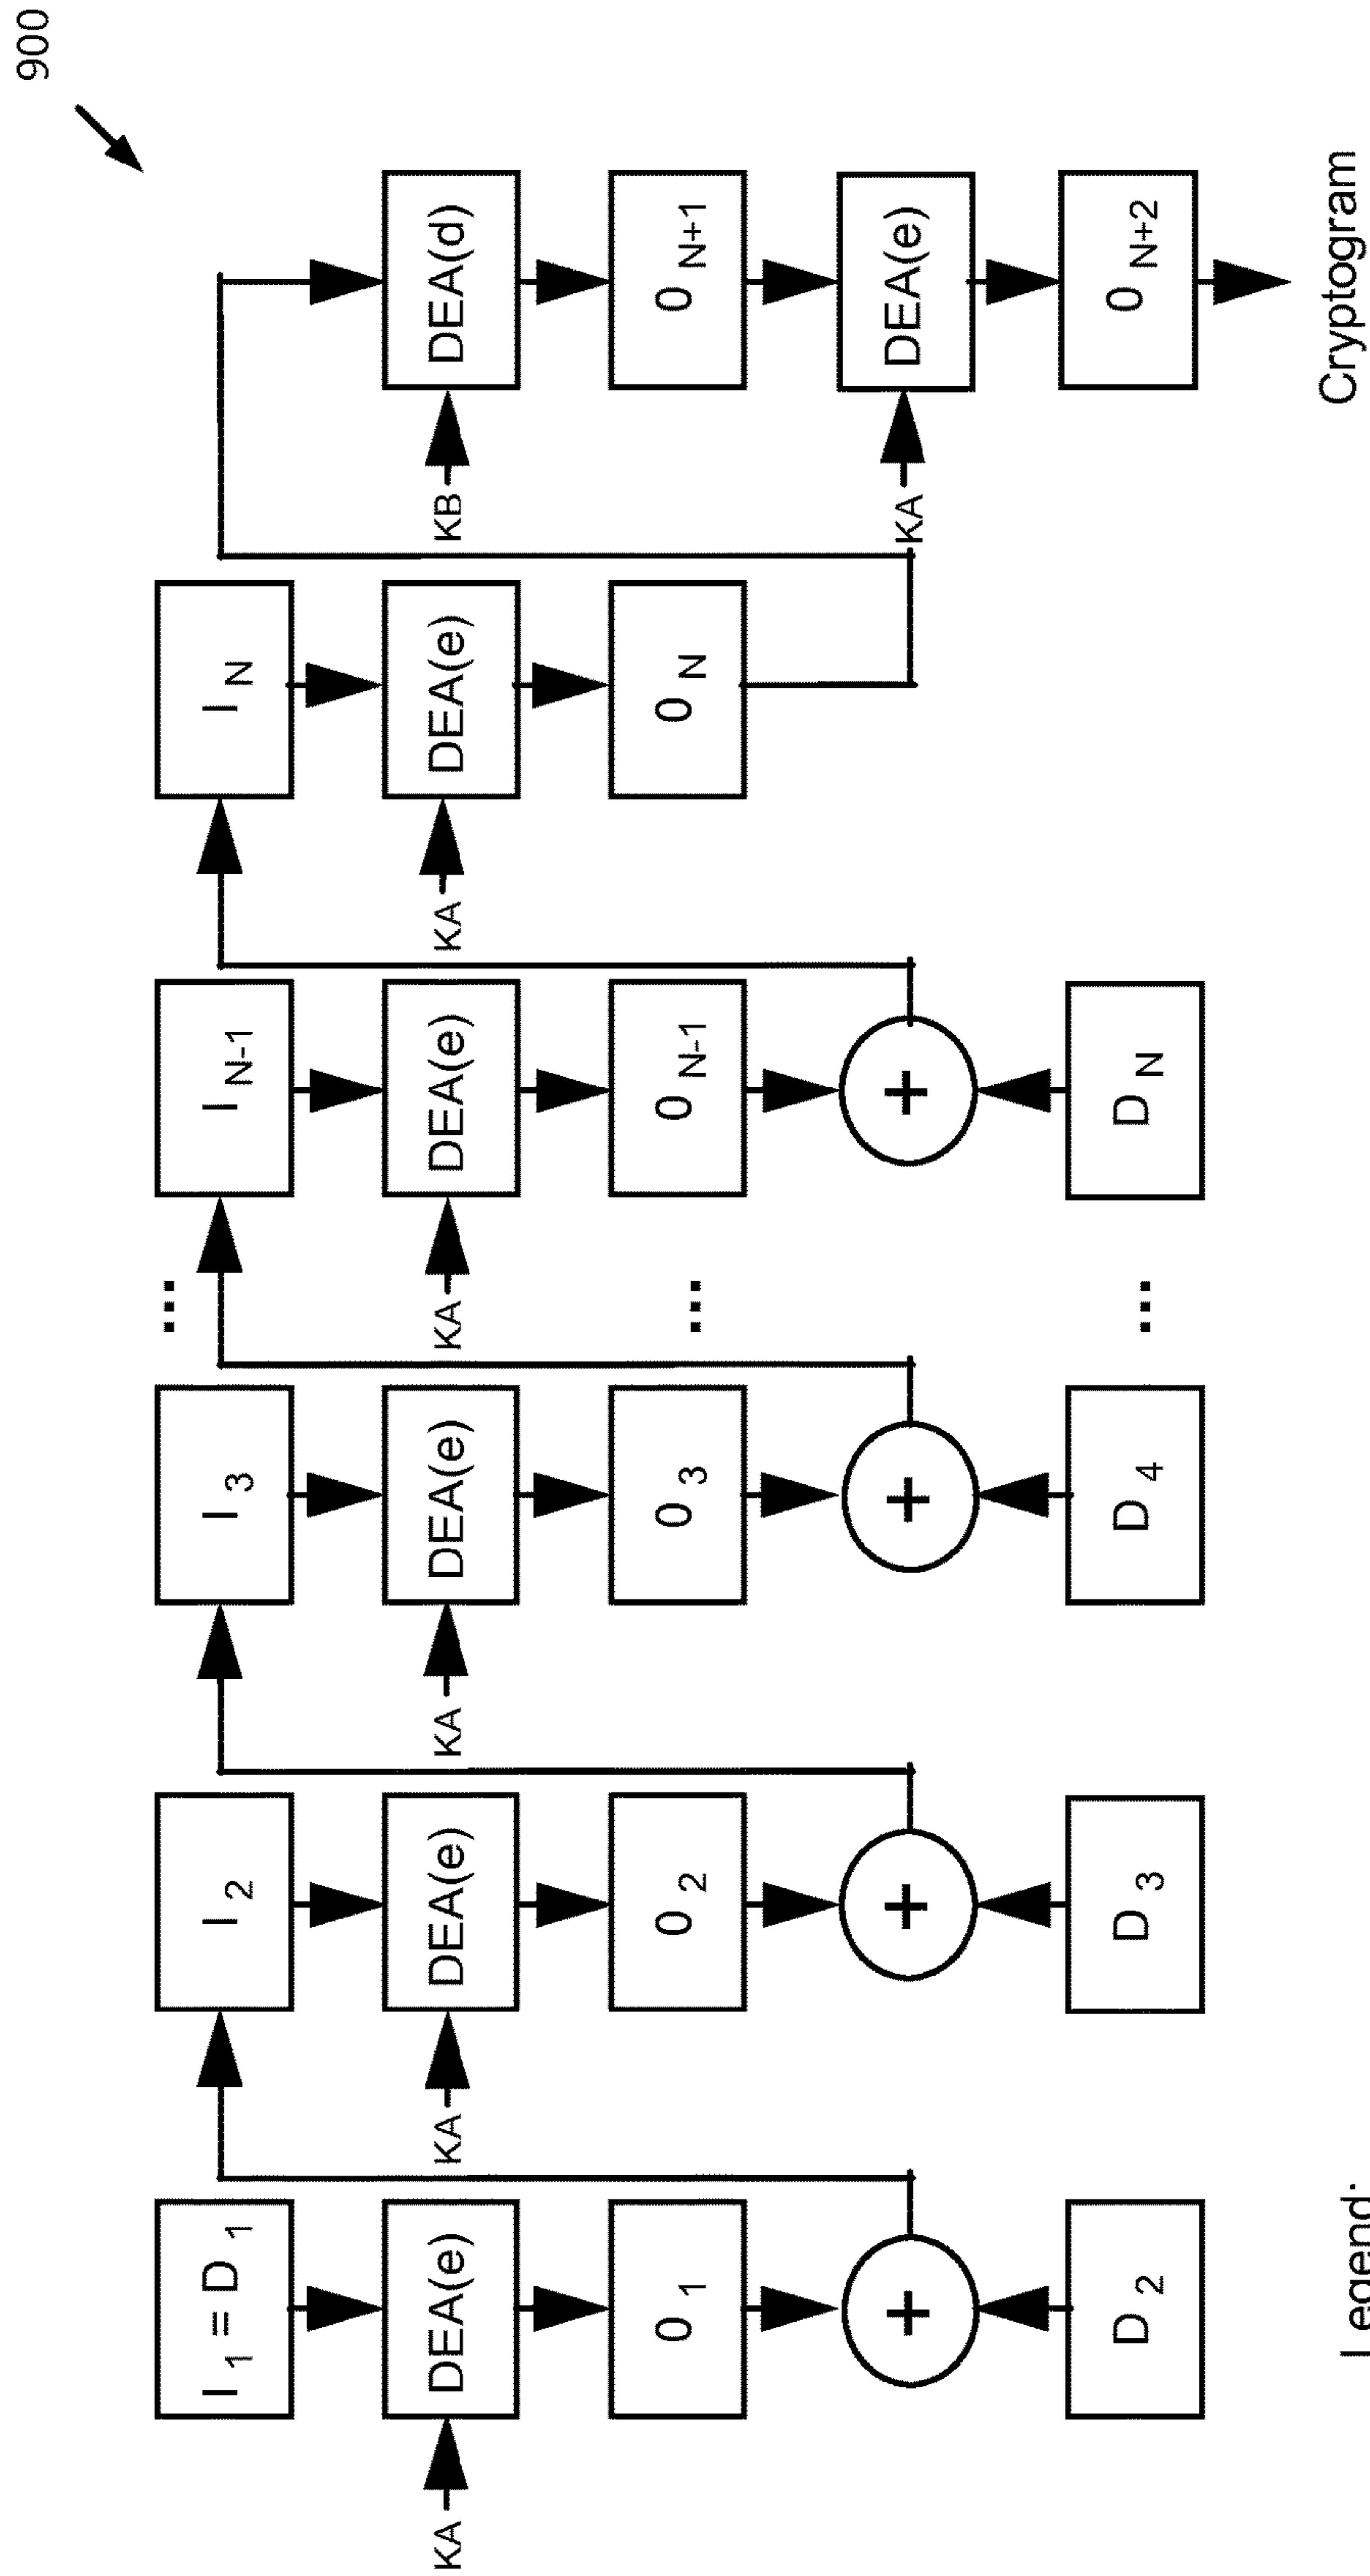 900
I 1 = D 1 I 2 I 3 ... I N-1 I N
KA DEA(e) KA DEA(e) KA DEA(e) KA DEA(e) KA DEA(e) KB DEA(d)
0 1 0 2 0 3 ... 0 N-1 0 N 0 N+1
+ + + + KA DEA(e)
D 2 D 3 D 4 ... D N 0 N+2
Cryptogram
Legend: